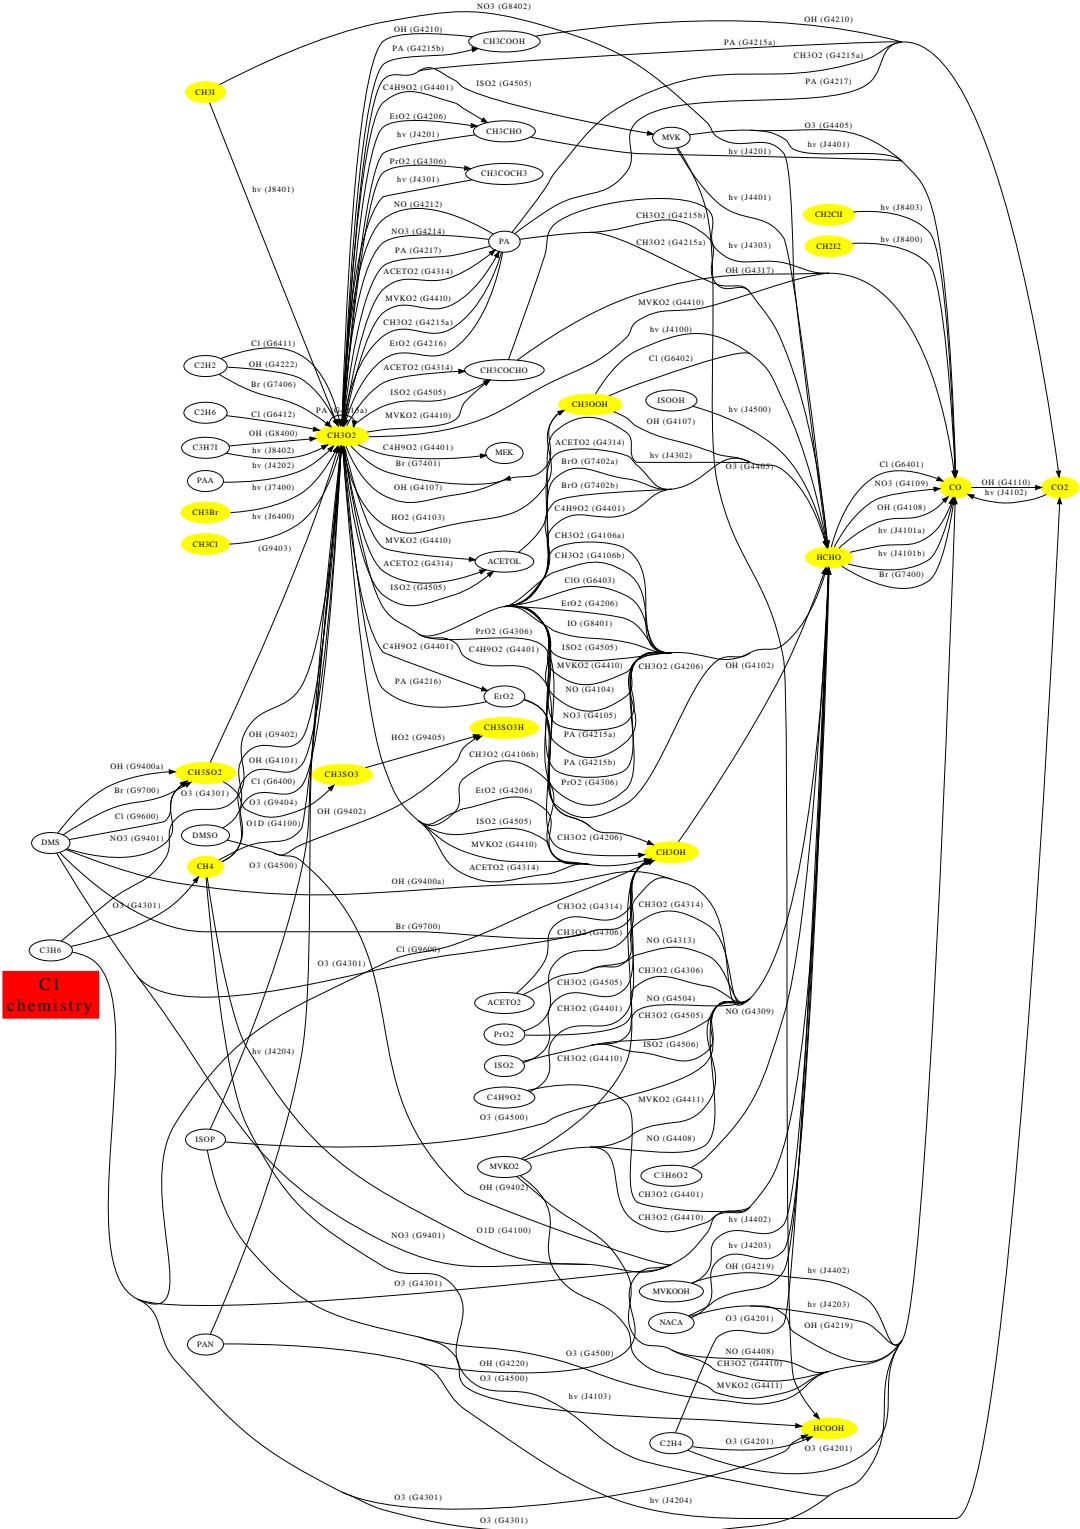 NO3 (G8402)
OH (G4210)
OH (G4210)
CH3COOH
PA (G4215b)
PA (G4215a)
CH3O2 (G4215a)
PA (G4217)
ISO2 (G4505)
CH3I
C4H9O2 (G4401)
EtO2 (G4206)
CH3CHO
hv (J4201)
MVK
O3 (G4405)
hv (J4401)
hv (J4201)
PrO2 (G4306)
CH3COCH3
hv (J4301)
hv (J8401)
hv (J4401)
NO (G4212)
CH3O2 (G4215b)
CH2ClI
hv (J8403)
NO3 (G4214)
PA
CH3O2 (G4215a)
hv (J4303)
CH2I2
hv (J8400)
PA (G4217)
ACETO2 (G4314)
OH (G4317)
MVKO2 (G4410)
MVKO2 (G4410)
CH3O2 (G4215a)
hv (J4100)
EtO2 (G4216)
Cl (G6411)
Cl (G6402)
C2H2
OH (G4222)
ACETO2 (G4314)
CH3COCHO
Br (G7406)
ISO2 (G4505)
CH3OOH
ISOOH
hv (J4500)
C2H6
Cl (G6412)
PA (G4215a)
MVKO2 (G4410)
OH (G4107)
CH3O2
C3H7I
OH (G8400)
hv (J8402)
C4H9O2 (G4401)
MEK
ACETO2 (G4314)
hv (J4302)
O3 (G4405)
Br (G7401)
BrO (G7402a)
hv (J4202)
PAA
OH (G4107)
BrO (G7402b)
hv (J7400)
C4H9O2 (G4401)
CH3Br
HO2 (G4103)
hv (J6400)
CH3Cl
MVKO2 (G4410)
CH3O2 (G4106a)
(G9403)
ACETO2 (G4314)
ACETOL
CH3O2 (G4106b)
ISO2 (G4505)
ClO (G6403)
EtO2 (G4206)
IO (G8401)
Cl (G6401)
NO3 (G4109)
CO
OH (G4110)
hv (J4102)
CO2
OH (G4108)
hv (J4101a)
HCHO
hv (J4101b)
Br (G7400)
PrO2 (G4306)
ISO2 (G4505)
C4H9O2 (G4401)
MVKO2 (G4410)
CH3O2 (G4206)
OH (G4102)
C4H9O2 (G4401)
NO (G4104)
PA (G4216)
EtO2
NO3 (G4105)
PA (G4215a)
PA (G4215b)
PrO2 (G4306)
CH3SO3H
OH (G9402)
HO2 (G9405)
CH3O2 (G4106b)
OH (G9400a)
CH3SO2
OH (G4101)
CH3SO3
Br (G9700)
O3 (G4301)
Cl (G6400)
EtO2 (G4206)
Cl (G9600)
O3 (G9404)
OH (G9402)
ISO2 (G4505)
NO3 (G9401)
O1D (G4100)
DMSO
DMS
MVKO2 (G4410)
CH3O2 (G4206)
CH3OH
O3 (G4500)
CH4
ACETO2 (G4314)
OH (G9400a)
O3 (G4301)
CH3O2 (G4314)
CH3O2 (G4314)
Br (G9700)
CH3O2 (G4306)
C3H6
Cl (G9600)
NO (G4313)
O3 (G4301)
CH3O2 (G4306)
C1
chemistry
CH3O2 (G4505)
ACETO2
NO (G4504)
NO (G4309)
CH3O2 (G4401)
CH3O2 (G4505)
PrO2
hv (J4204)
CH3O2 (G4410)
ISO2 (G4506)
ISO2
C4H9O2
MVKO2 (G4411)
O3 (G4500)
ISOP
NO (G4408)
MVKO2
C3H6O2
OH (G9402)
CH3O2 (G4401)
CH3O2 (G4410)
hv (J4402)
NO3 (G9401)
O1D (G4100)
hv (J4203)
OH (G4219)
hv (J4402)
O3 (G4301)
MVKOOH
hv (J4203)
O3 (G4201)
NACA
OH (G4219)
PAN
O3 (G4500)
NO (G4408)
OH (G4220)
CH3O2 (G4410)
O3 (G4500)
MVKO2 (G4411)
hv (J4103)
HCOOH
C2H4
O3 (G4201)
O3 (G4201)
O3 (G4301)
hv (J4204)
O3 (G4301)